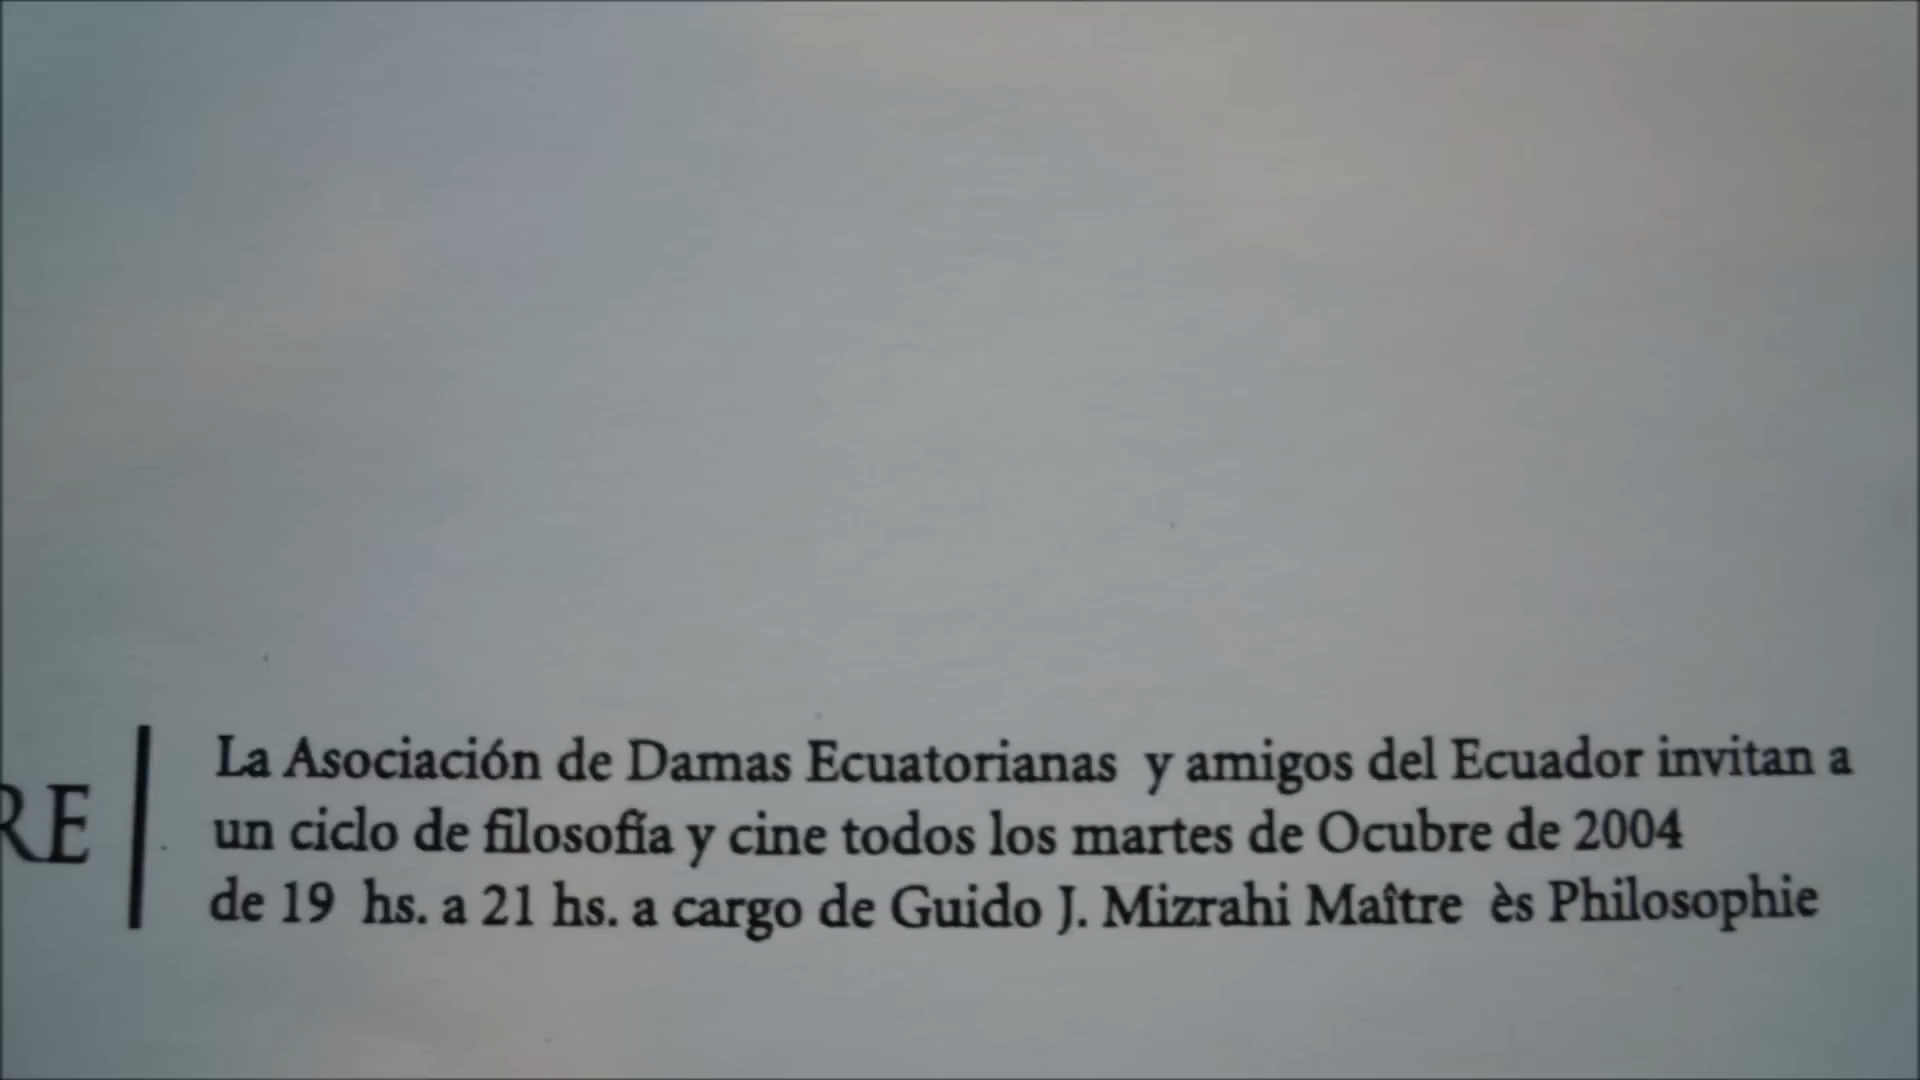 RE
La Asociación de Damas Ecuatorianas y amigos del Ecuador invitan a
un ciclo de filosofía y cine todos los martes de Ocubre de 2004
de 19 hs. a 21 hs. a cargo de Guido J. Mizrahi Maître ès Philosophie